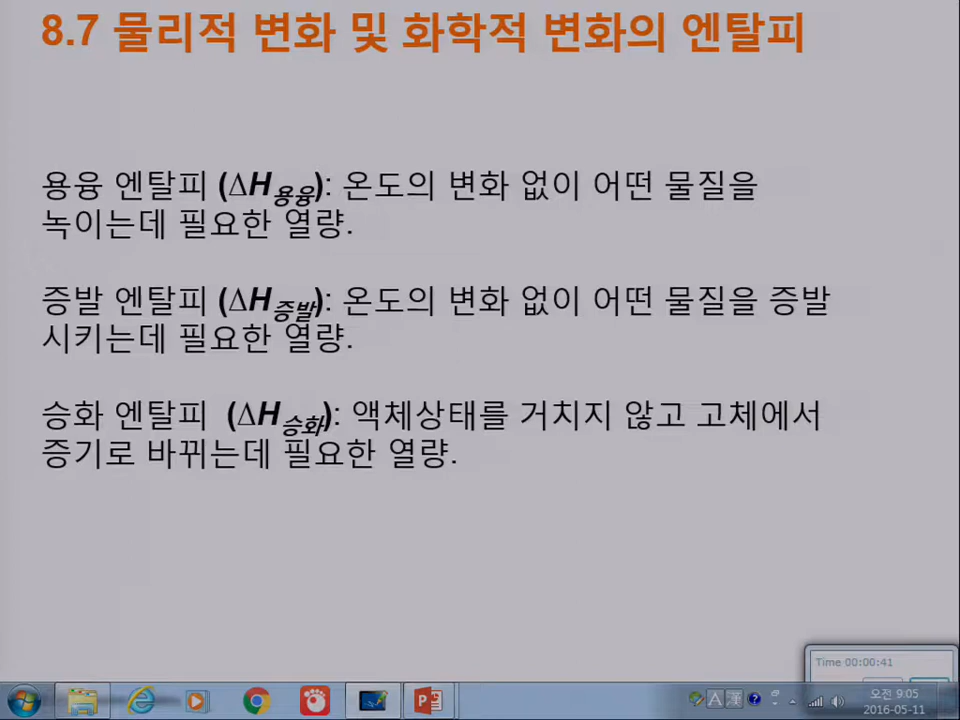 8.7 물리적 변화 및 화학적 변화의 엔탈피
용융 엔탈피 (∆H용융): 온도의 변화 없이 어떤 물질을
녹이는데 필요한 열량.
증발 엔탈피 (∆H증발): 온도의 변화 없이 어떤 물질을 증발
시키는데 필요한 열량.
승화 엔탈피 (∆H승화): 액체상태를 거치지 않고 고체에서
증기로 바뀌는데 필요한 열량.
Time 00:00:41
A 漢
오전 9:05
2016-05-11